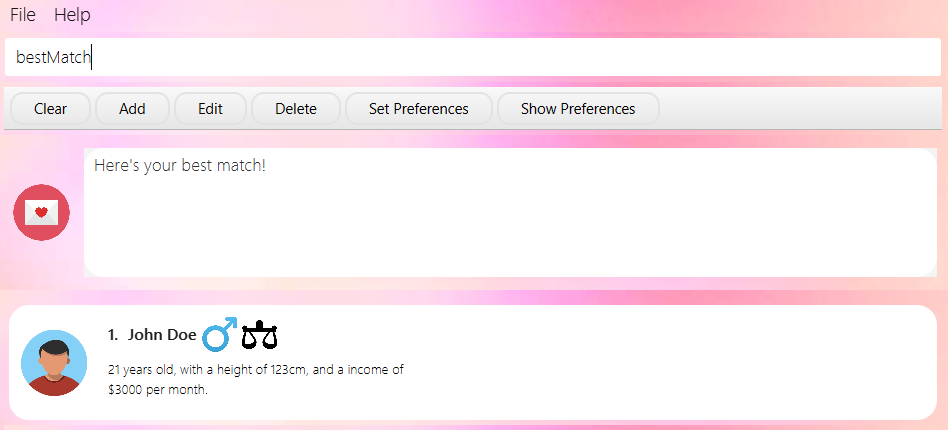 File Help
bestMatch
Clear Add Edit Delete Set Preferences Show Preferences
Here's your best match!
1. John Doe
21 years old, with a height of 123cm, and a income of
$3000 per month.